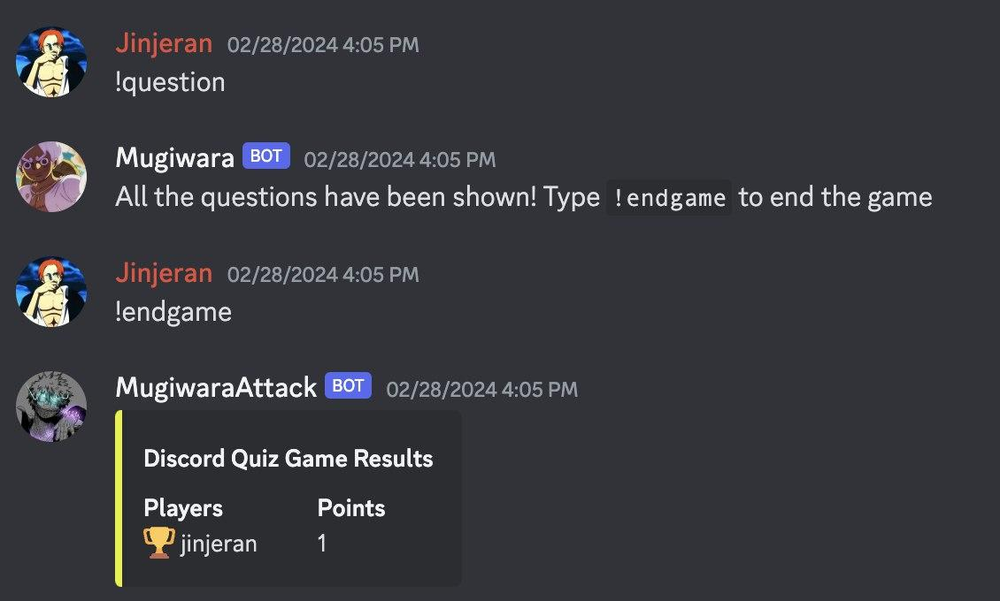 Jinjeran 02/28/2024 4:05 PM
!question
Mugiwara BOT 02/28/2024 4:05 PM
All the questions have been shown! Type !endgame to end the game
Jinjeran 02/28/2024 4:05 PM
!endgame
MugiwaraAttack BOT 02/28/2024 4:05 PM
Discord Quiz Game Results
Players Points
jinjeran 1